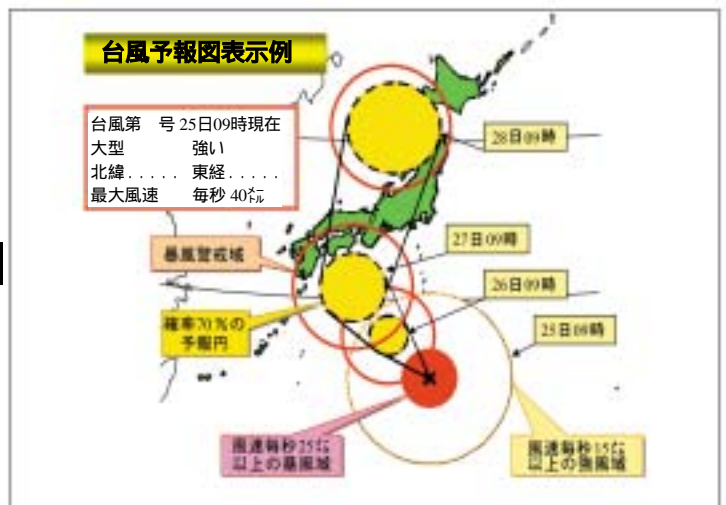 台風予報図表示例
台風第　号 25日09時現在
大型　　強い
北緯.....　東経.....
最大風速　毎秒 40㍍
28日09時
27日09時
26日09時
25日09時
暴風警戒域
確率70%の
予報円
風速毎秒25㍍
以上の暴風域
風速毎秒15㍍
以上の強風域